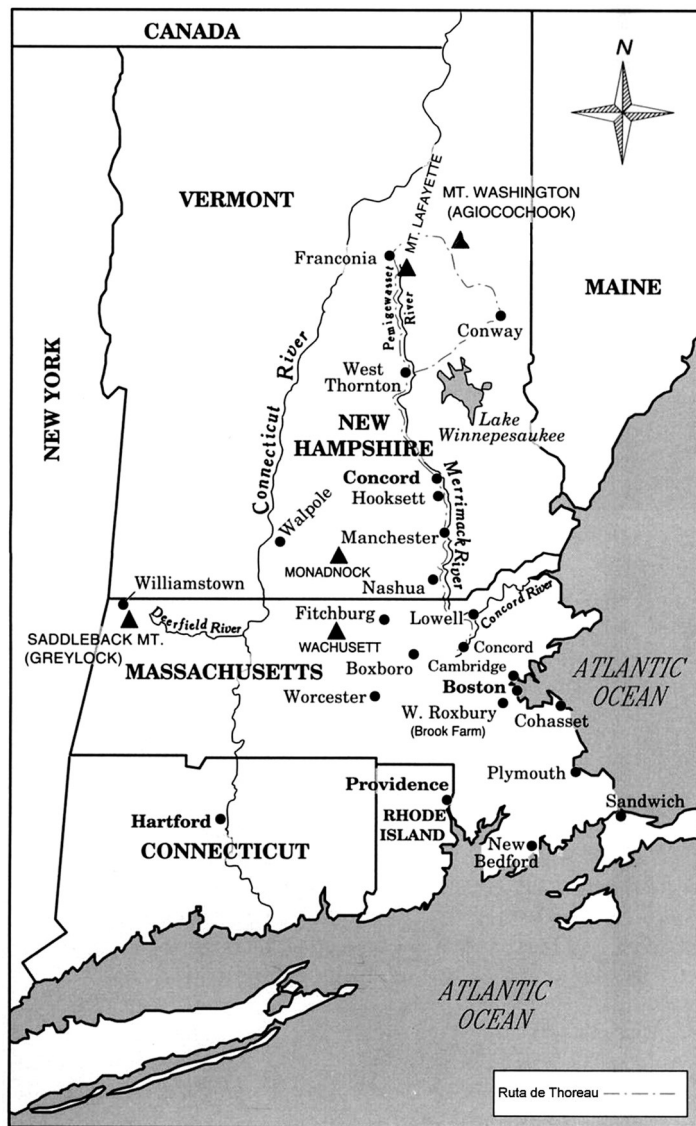 CANADA
N
VERMONT
MT. LAFAYETTE
MT. WASHINGTON
(AGIOCOCHOOK)
Franconia
MAINE
Pemigewasset
River
Conway
NEW YORK
Connecticut River
West
Thornton
NEW
HAMPSHIRE
Lake
Winnepesaukee
Concord
Hooksett
Merrimack River
Walpole
Manchester
MONADNOCK
Nashua
Williamstown
Deerfield River
Fitchburg
Lowell
Concord River
SADDLEBACK MT.
(GREYLOCK)
WACHUSETT
Concord
MASSACHUSETTS
Boxboro
Cambridge
ATLANTIC
OCEAN
Boston
Worcester
W. Roxbury
(Brook Farm)
Cohasset
Plymouth
Providence
Sandwich
Hartford
RHODE
ISLAND
CONNECTICUT
New
Bedford
ATLANTIC
OCEAN
Ruta de Thoreau